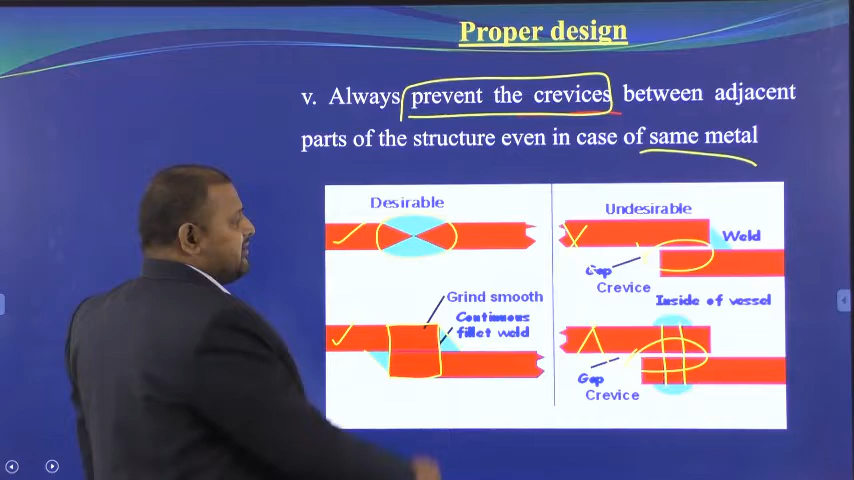 Proper design
v. Always prevent the crevices between adjacent
parts of the structure even in case of same metal
Desirable
Undesirable
Weld
Gap
Crevice
Grind smooth
Continuous
fillet weld
Inside of vessel
Gap
Crevice